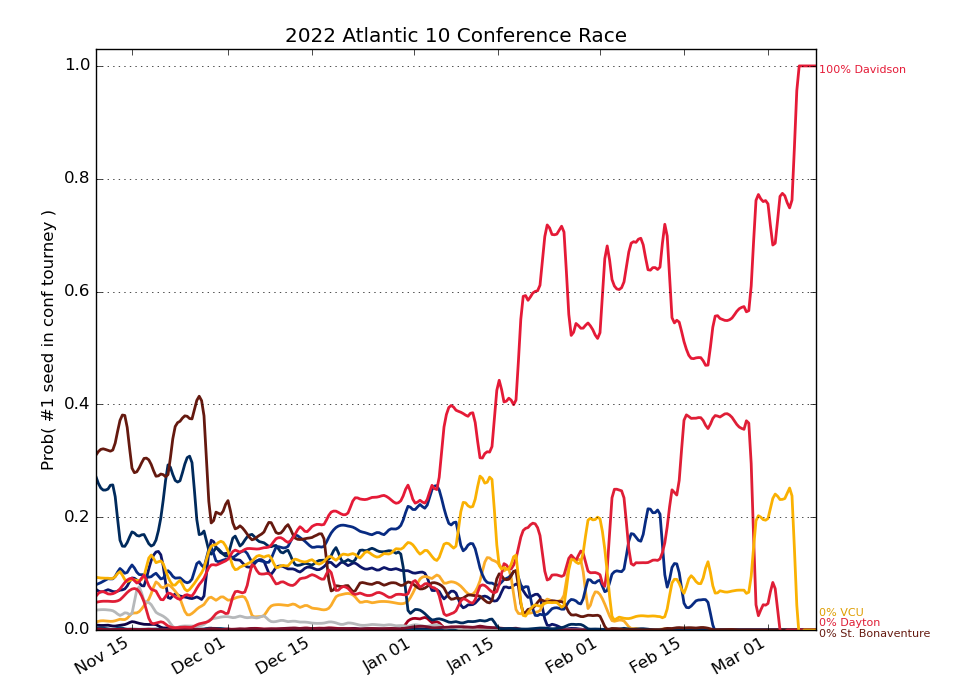 2022 Atlantic 10 Conference Race
Prob( #1 seed in conf tourney )
1.0
0.8
0.6
0.4
0.2
0.0
Nov 15
Dec 01
Dec 15
Jan 01
Jan 15
Feb 01
Feb 15
Mar 01
100% Davidson
0% VCU
0% Dayton
0% St. Bonaventure